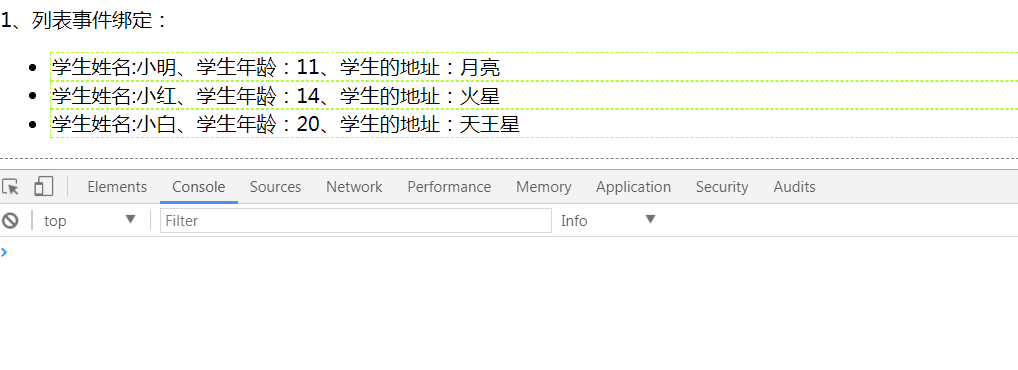 1、列表事件绑定：
学生姓名:小明、学生年龄：11、学生的地址：月亮
学生姓名:小红、学生年龄：14、学生的地址：火星
学生姓名:小白、学生年龄：20、学生的地址：天王星
Elements Console Sources Network Performance Memory Application Security Audits
top Filter Info